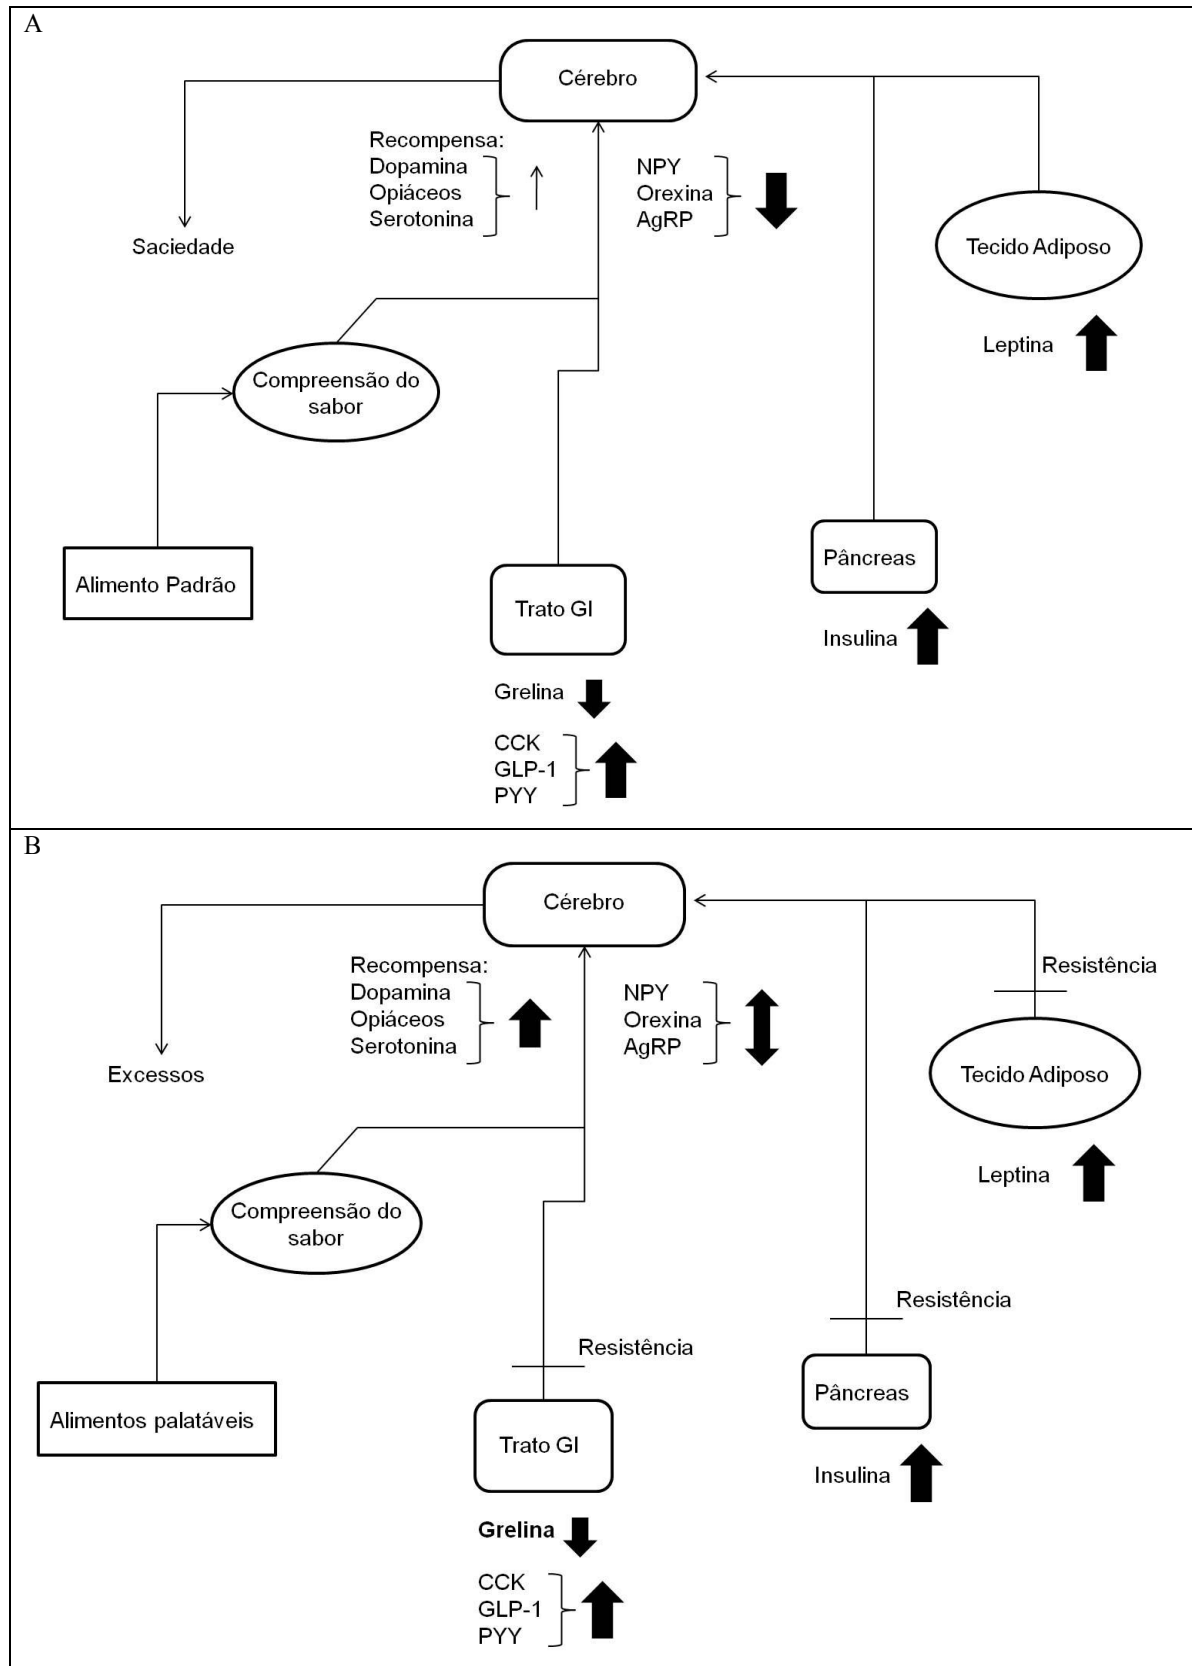 A
Cérebro
Recompensa:
Dopamina
Opiáceos
Serotonina
NPY
Orexina
AgRP
Saciedade
Tecido Adiposo
Leptina
Compreensão do
sabor
Alimento Padrão
Trato GI
Pâncreas
Insulina
Grelina
CCK
GLP-1
PYY
B
Cérebro
Resistência
Recompensa:
Dopamina
Opiáceos
Serotonina
NPY
Orexina
AgRP
Excessos
Tecido Adiposo
Leptina
Compreensão do
sabor
Resistência
Resistência
Alimentos palatáveis
Trato GI
Pâncreas
Insulina
Grelina
CCK
GLP-1
PYY